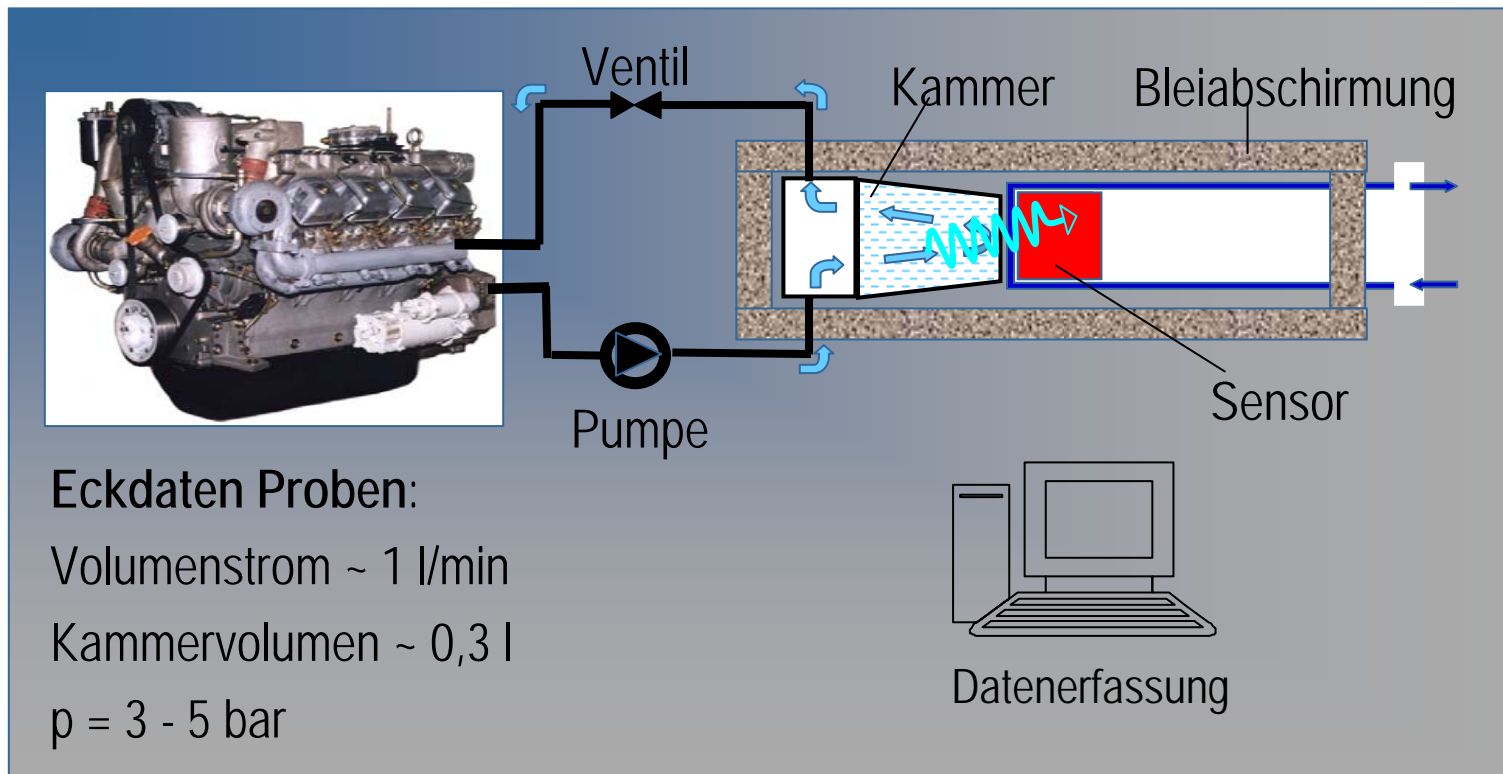 Ventil
Kammer
Bleiabschirmung
Pumpe
Sensor
Eckdaten Proben:
Volumenstrom ~ 1 l/min
Kammervolumen ~ 0,3 l
p = 3 - 5 bar
Datenerfassung